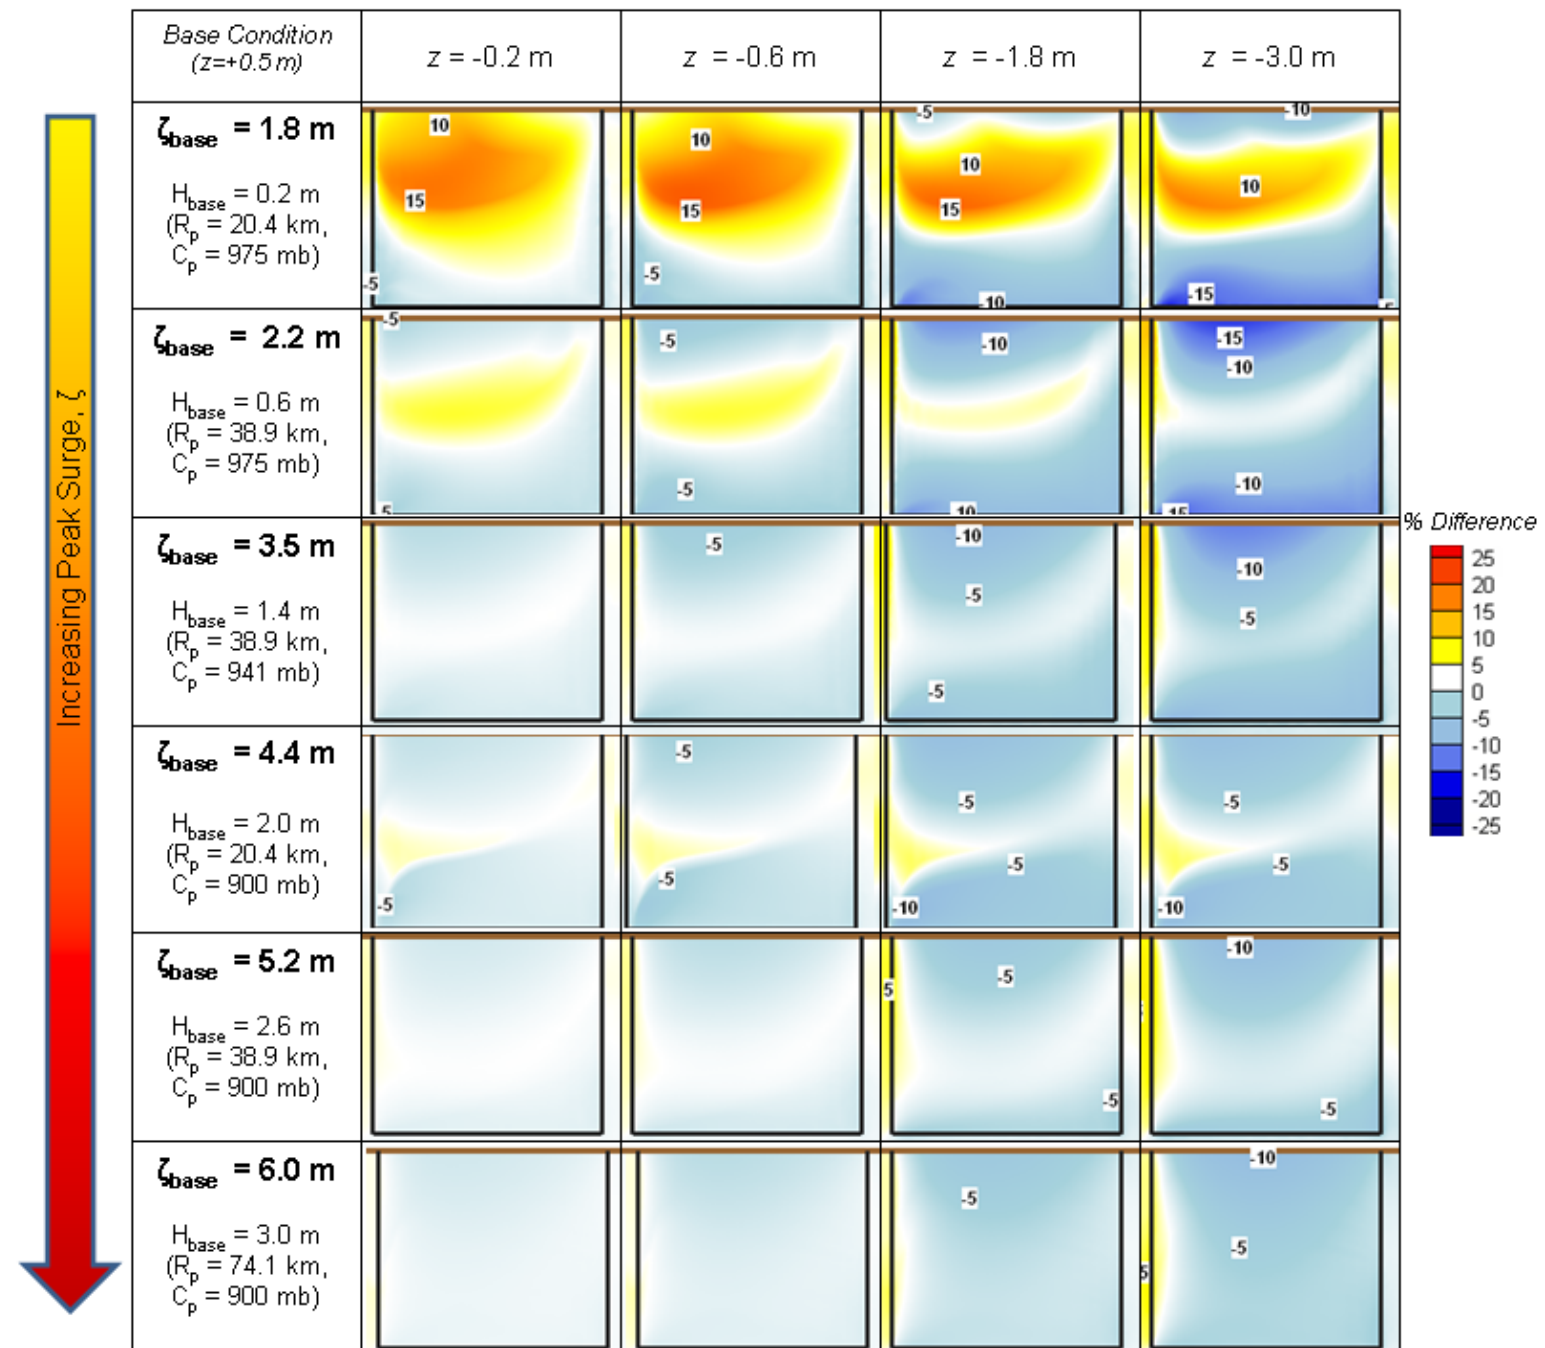 Base Condition
(z=+0.5 m)
z = -0.2 m
z = -0.6 m
z = -1.8 m
z = -3.0 m
Increasing Peak Surge, ζ
ζbase = 1.8 m
Hbase = 0.2 m
(Rp = 20.4 km,
Cp = 975 mb)
10
15
-5
10
15
-5
-5
10
15
-10
-10
10
-15
ζbase = 2.2 m
Hbase = 0.6 m
(Rp = 38.9 km,
Cp = 975 mb)
-5
5
-5
-5
-10
10
-15
-10
-10
15
ζbase = 3.5 m
Hbase = 1.4 m
(Rp = 38.9 km,
Cp = 941 mb)
-5
-10
-5
-5
-10
-5
ζbase = 4.4 m
Hbase = 2.0 m
(Rp = 20.4 km,
Cp = 900 mb)
-5
-5
-5
-5
-5
-10
-5
-5
-10
ζbase = 5.2 m
Hbase = 2.6 m
(Rp = 38.9 km,
Cp = 900 mb)
5
-5
-5
-10
-5
ζbase = 6.0 m
Hbase = 3.0 m
(Rp = 74.1 km,
Cp = 900 mb)
-5
-10
-5
5
% Difference
25
20
15
10
5
0
-5
-10
-15
-20
-25